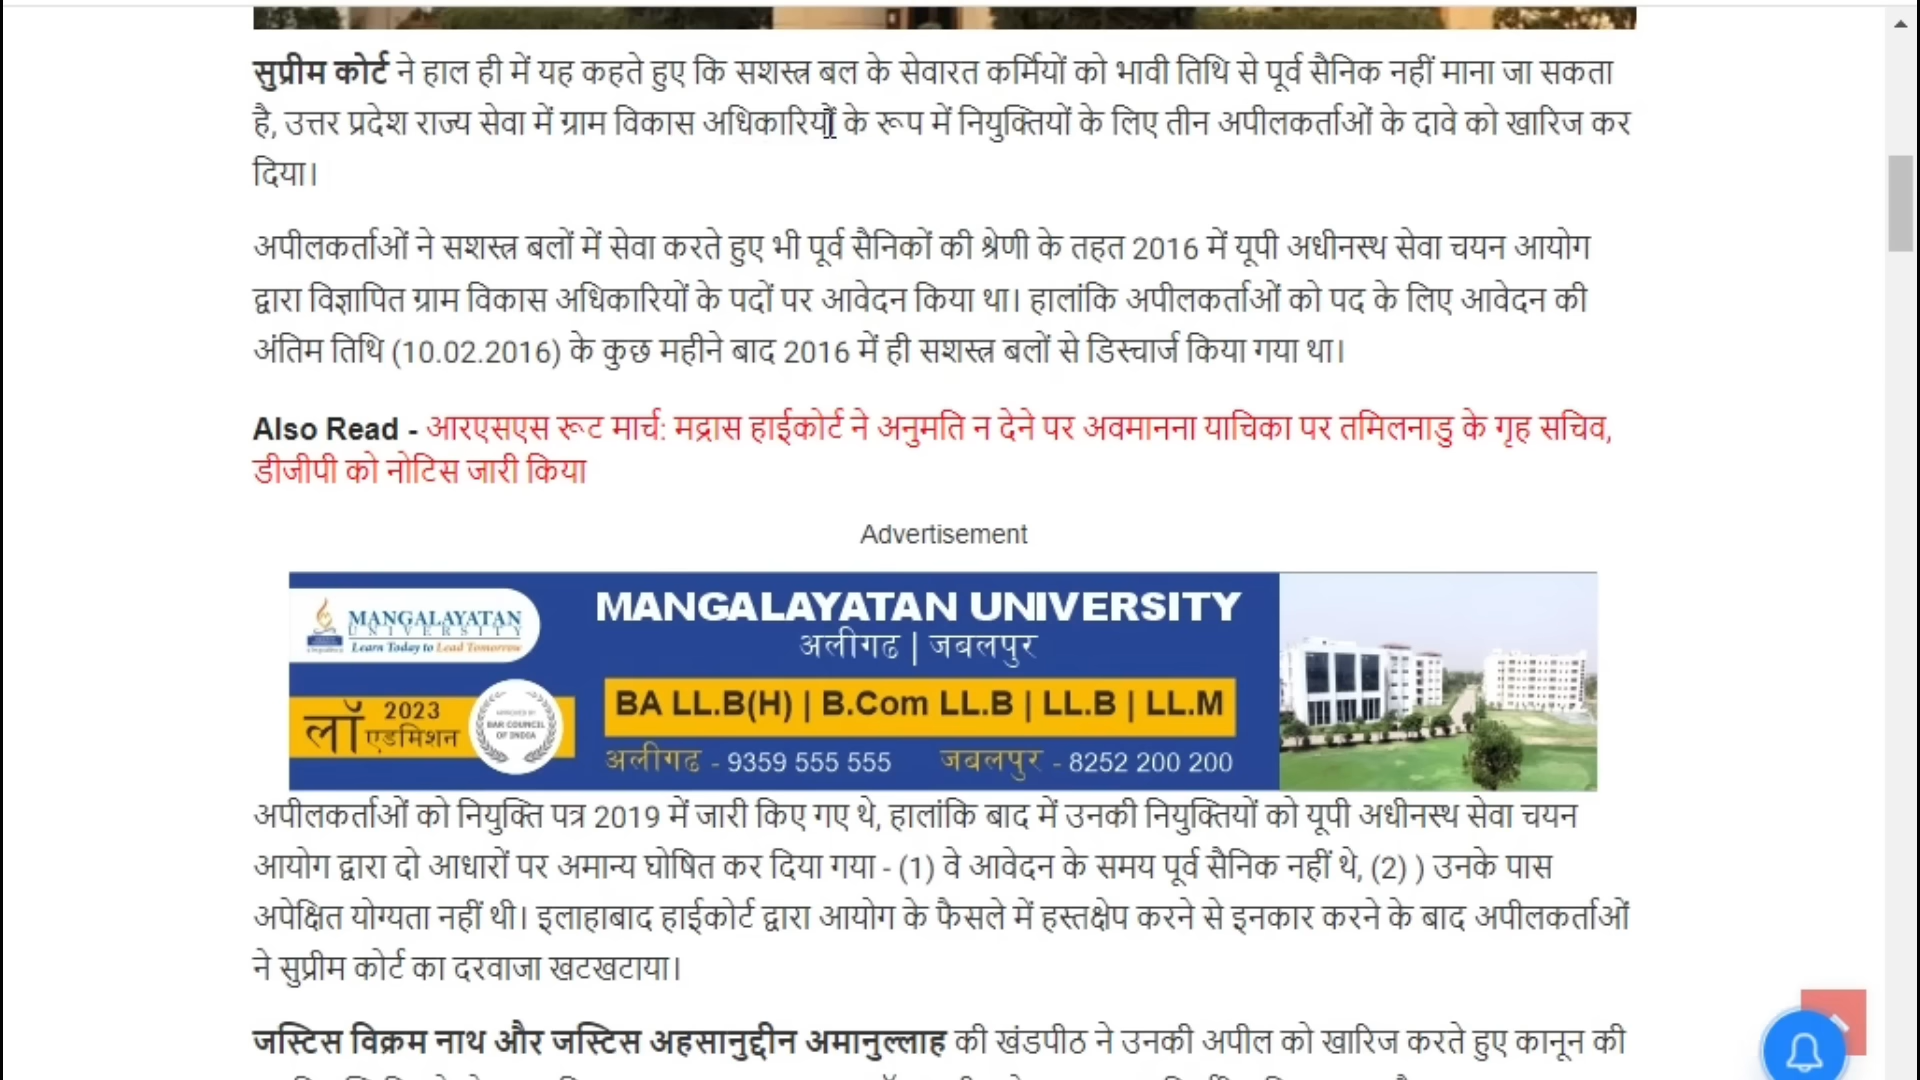 सुप्रीम कोर्ट ने हाल ही में यह कहते हुए कि सशस्त्र बल के सेवारत कर्मियों को भावी तिथि से पूर्व सैनिक नहीं माना जा सकता
है, उत्तर प्रदेश राज्य सेवा में ग्राम विकास अधिकारियों के रूप में नियुक्तियों के लिए तीन अपीलकर्ताओं के दावे को खारिज कर
दिया।
अपीलकर्ताओं ने सशस्त्र बलों में सेवा करते हुए भी पूर्व सैनिकों की श्रेणी के तहत 2016 में यूपी अधीनस्थ सेवा चयन आयोग
द्वारा विज्ञापित ग्राम विकास अधिकारियों के पदों पर आवेदन किया था। हालांकि अपीलकर्ताओं को पद के लिए आवेदन की
अंतिम तिथि (10.02.2016) के कुछ महीने बाद 2016 में ही सशस्त्र बलों से डिस्चार्ज किया गया था।
Also Read - आरएसएस रूट मार्च: मद्रास हाईकोर्ट ने अनुमति न देने पर अवमानना याचिका पर तमिलनाडु के गृह सचिव,
डीजीपी को नोटिस जारी किया
Advertisement
MANGALAYATAN
UNIVERSITY
Learn Today to Lead Tomorrow
MANGALAYATAN UNIVERSITY
अलीगढ | जबलपुर
लॉ 2023
एडमिशन
APPROVED BY
BAR COUNCIL
OF INDIA
BA LL.B(H) | B.Com LL.B | LL.B | LL.M
अलीगढ - 9359 555 555 जबलपुर - 8252 200 200
अपीलकर्ताओं को नियुक्ति पत्र 2019 में जारी किए गए थे, हालांकि बाद में उनकी नियुक्तियों को यूपी अधीनस्थ सेवा चयन
आयोग द्वारा दो आधारों पर अमान्य घोषित कर दिया गया - (1) वे आवेदन के समय पूर्व सैनिक नहीं थे, (2) ) उनके पास
अपेक्षित योग्यता नहीं थी। इलाहाबाद हाईकोर्ट द्वारा आयोग के फैसले में हस्तक्षेप करने से इनकार करने के बाद अपीलकर्ताओं
ने सुप्रीम कोर्ट का दरवाजा खटखटाया।
जस्टिस विक्रम नाथ और जस्टिस अहसानुद्दीन अमानुल्लाह की खंडपीठ ने उनकी अपील को खारिज करते हुए कानून की